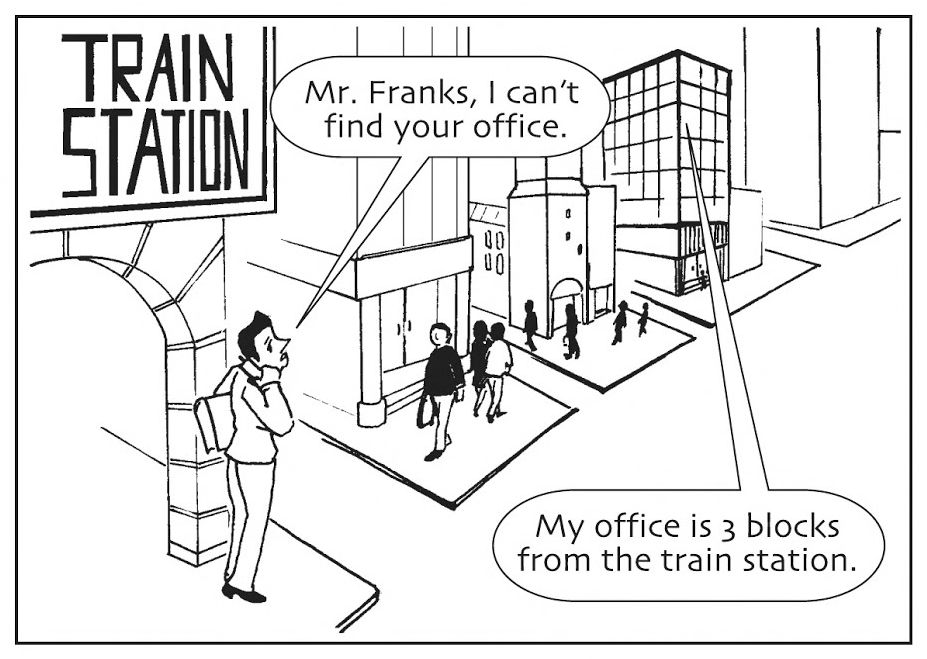 TRAIN
STATION
Mr. Franks, I can't
find your office.
My office is 3 blocks
from the train station.